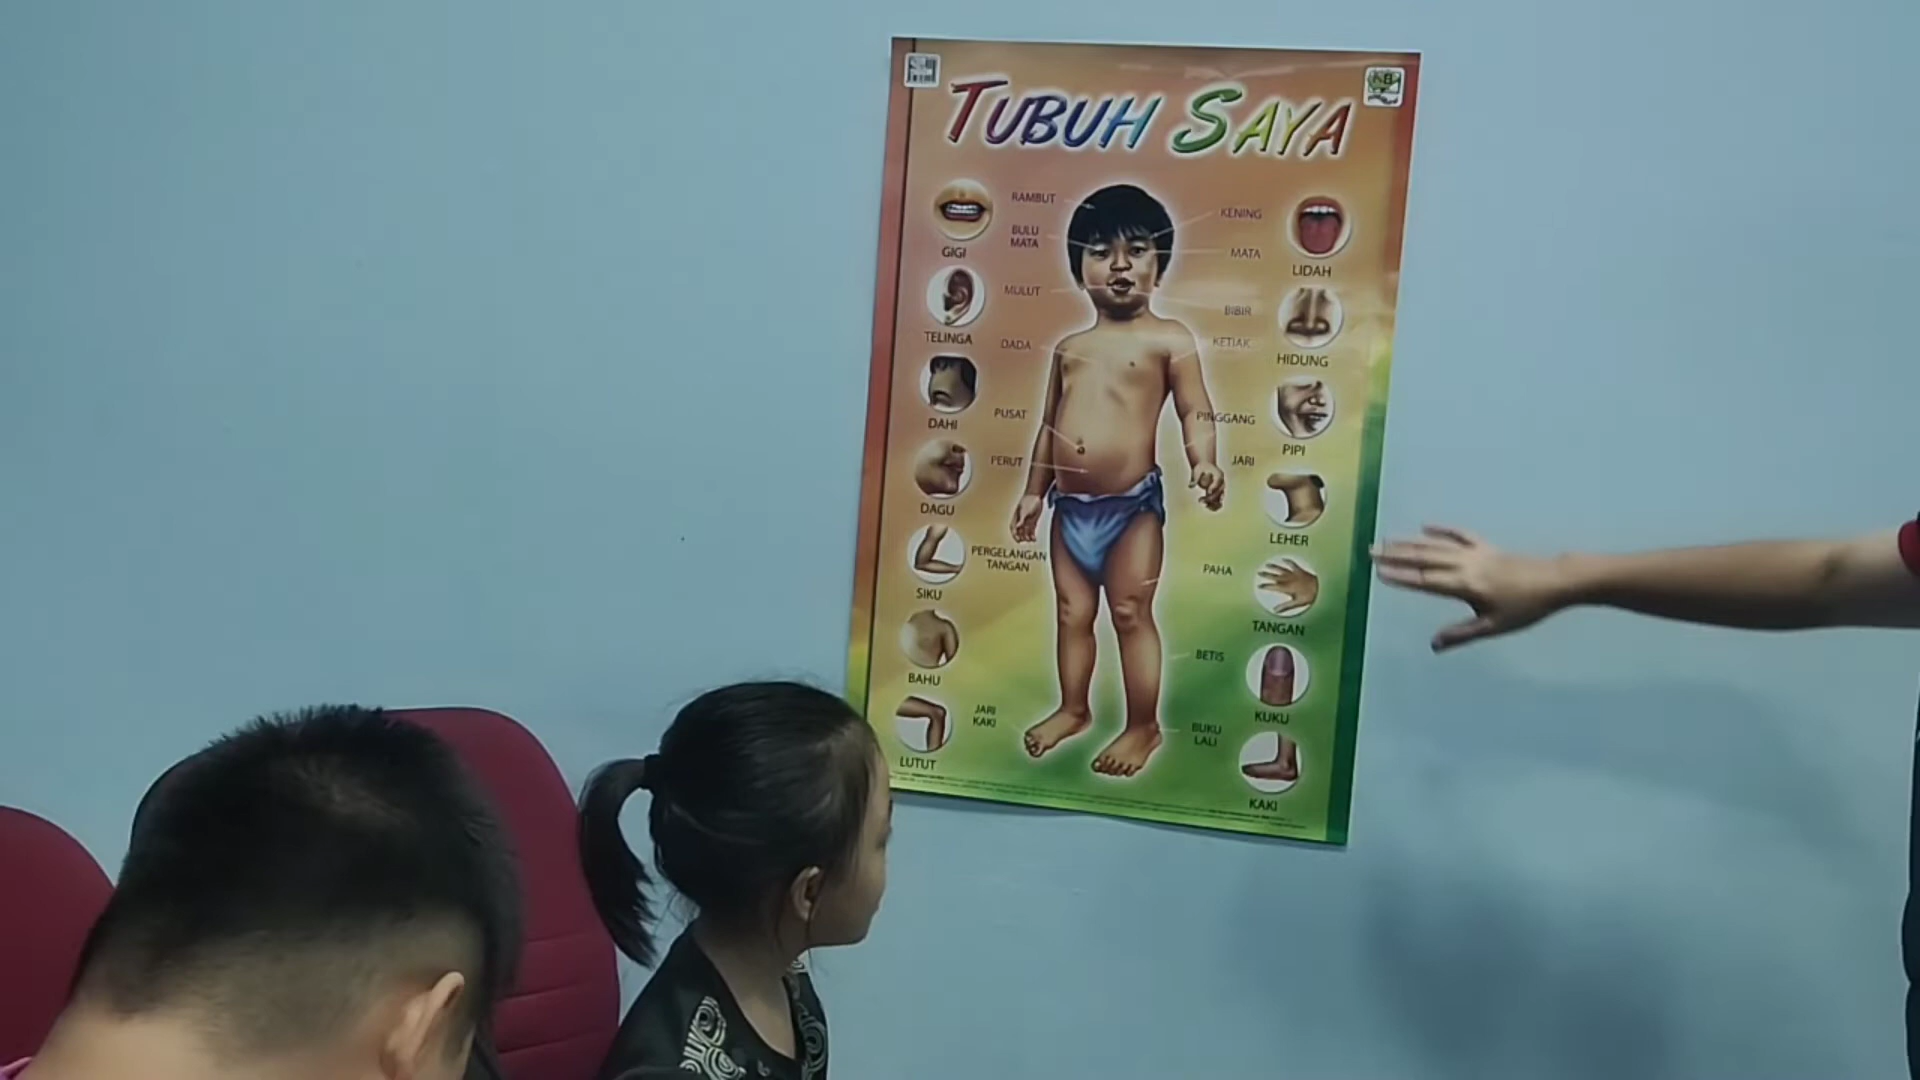 TUBUH SAYA
RAMBUT
KENING
BULU
MATA
MATA
GIGI
LIDAH
MULUT
BIBIR
TELINGA
DADA
KETIAK
HIDUNG
DAHI
PUSAT
PINGGANG
PIPI
PERUT
JARI
DAGU
LEHER
PERGELANGAN
TANGAN
PAHA
SIKU
TANGAN
BAHU
BETIS
KUKU
JARI
KAKI
BUKU
LALI
LUTUT
KAKI